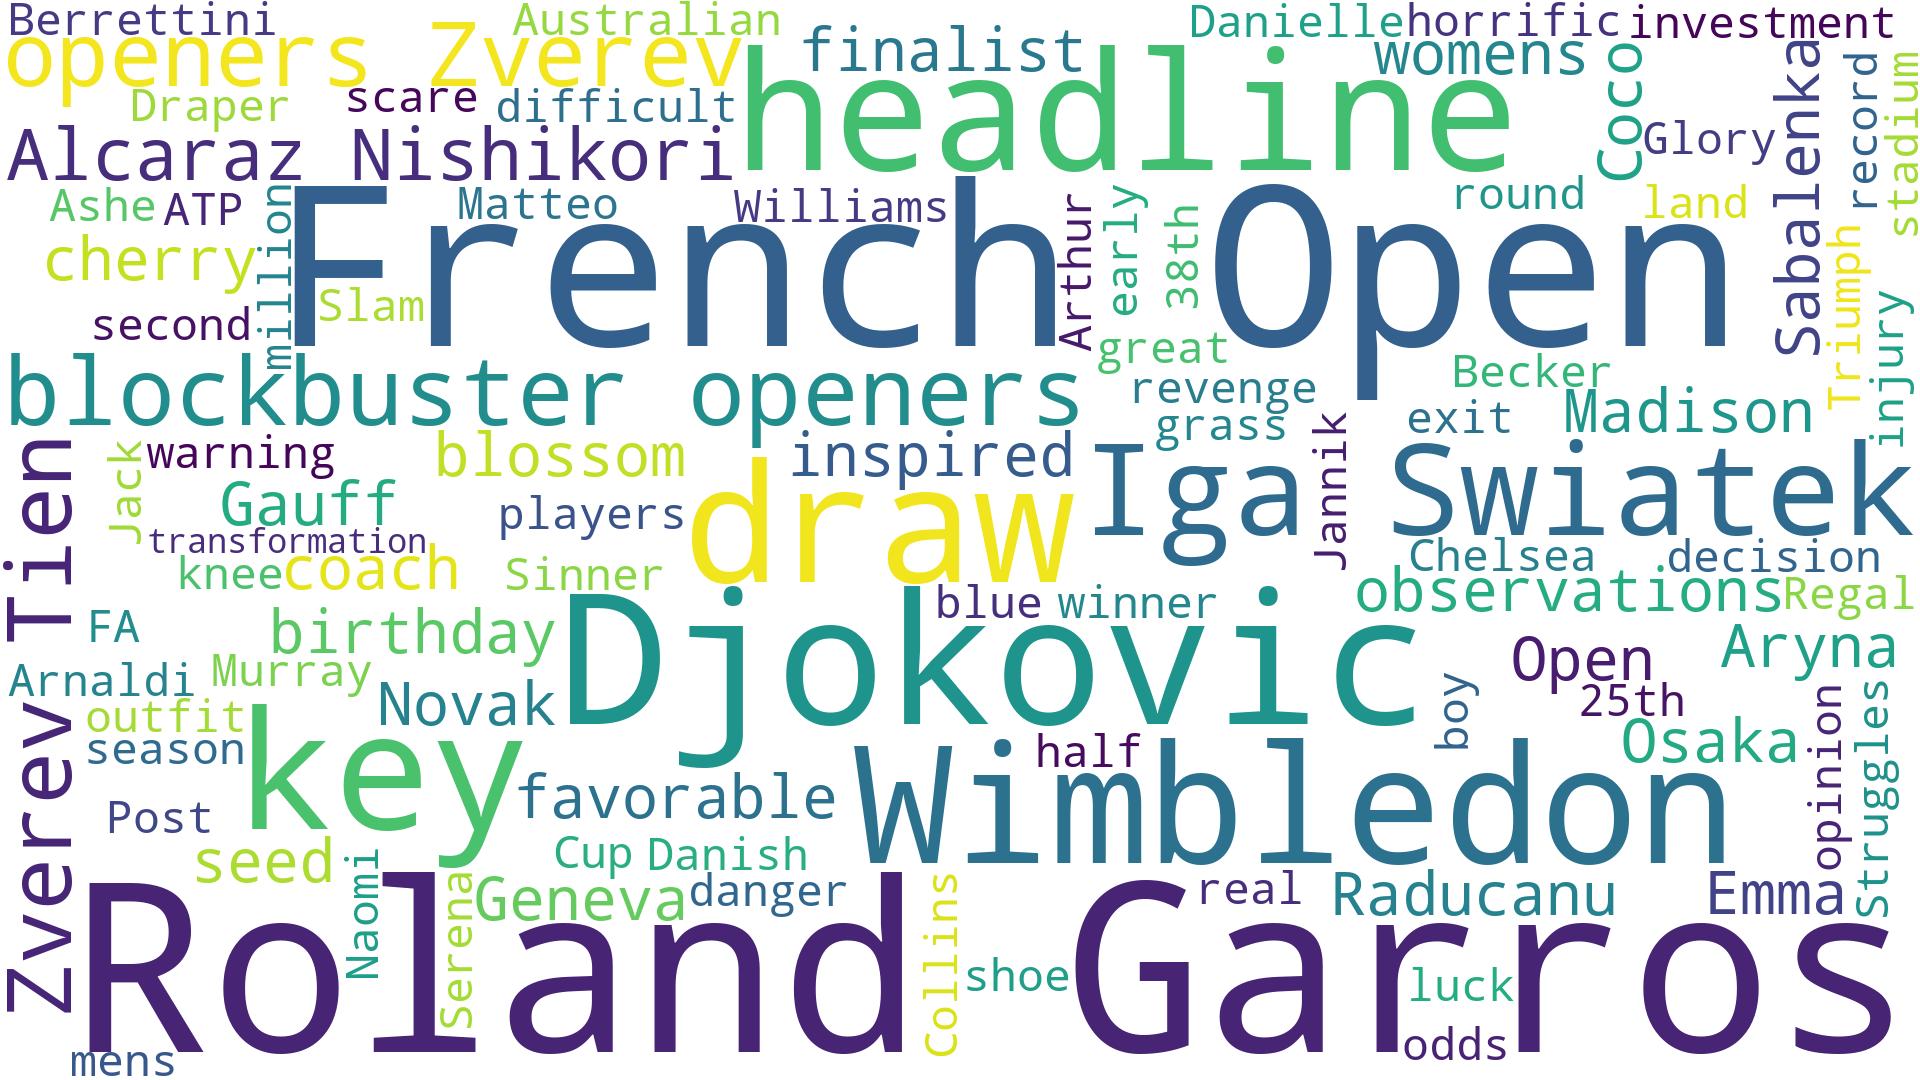 Berrettini
Australian
Danielle
horrific
investment
openers Zverev
finalist
womens
headline
Coco
Sabalenka
record
stadium
Draper
scare
difficult
Alcaraz Nishikori
Glory
Ashe
ATP
million
Matteo
Williams
French Open
Arthur
early
38th
round
land
cherry
Slam
second
Triumph
injury
great
blockbuster openers
revenge
Becker
grass
exit
Madison
Zverev Tien
Jack
warning
blossom
inspired
Iga Swiatek
Jannik
Gauff
players
draw
transformation
knee
coach
Sinner
Chelsea
decision
observations
Regal
blue
winner
Djokovic
FA
birthday
Open
Aryna
Arnaldi
Murray
Novak
boy
25th
opinion
Struggles
outfit
season
key
half
Osaka
Wimbledon
favorable
Post
seed
Cup
Danish
Naomi
Serena
Geneva
danger
Collins
real
Raducanu
Emma
Roland Garros
shoe
luck
odds
mens